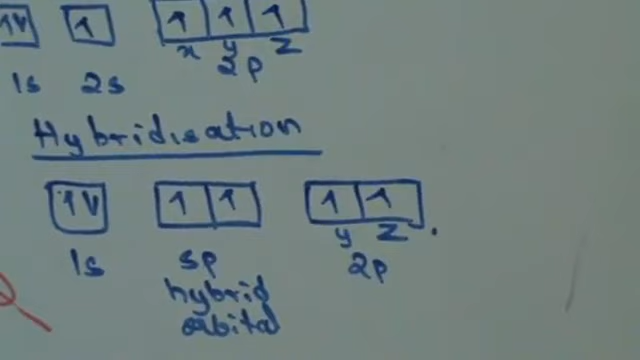 1s 2s x y z
2p
Hybridisation
1s sp y z
hybrid 2p
orbital